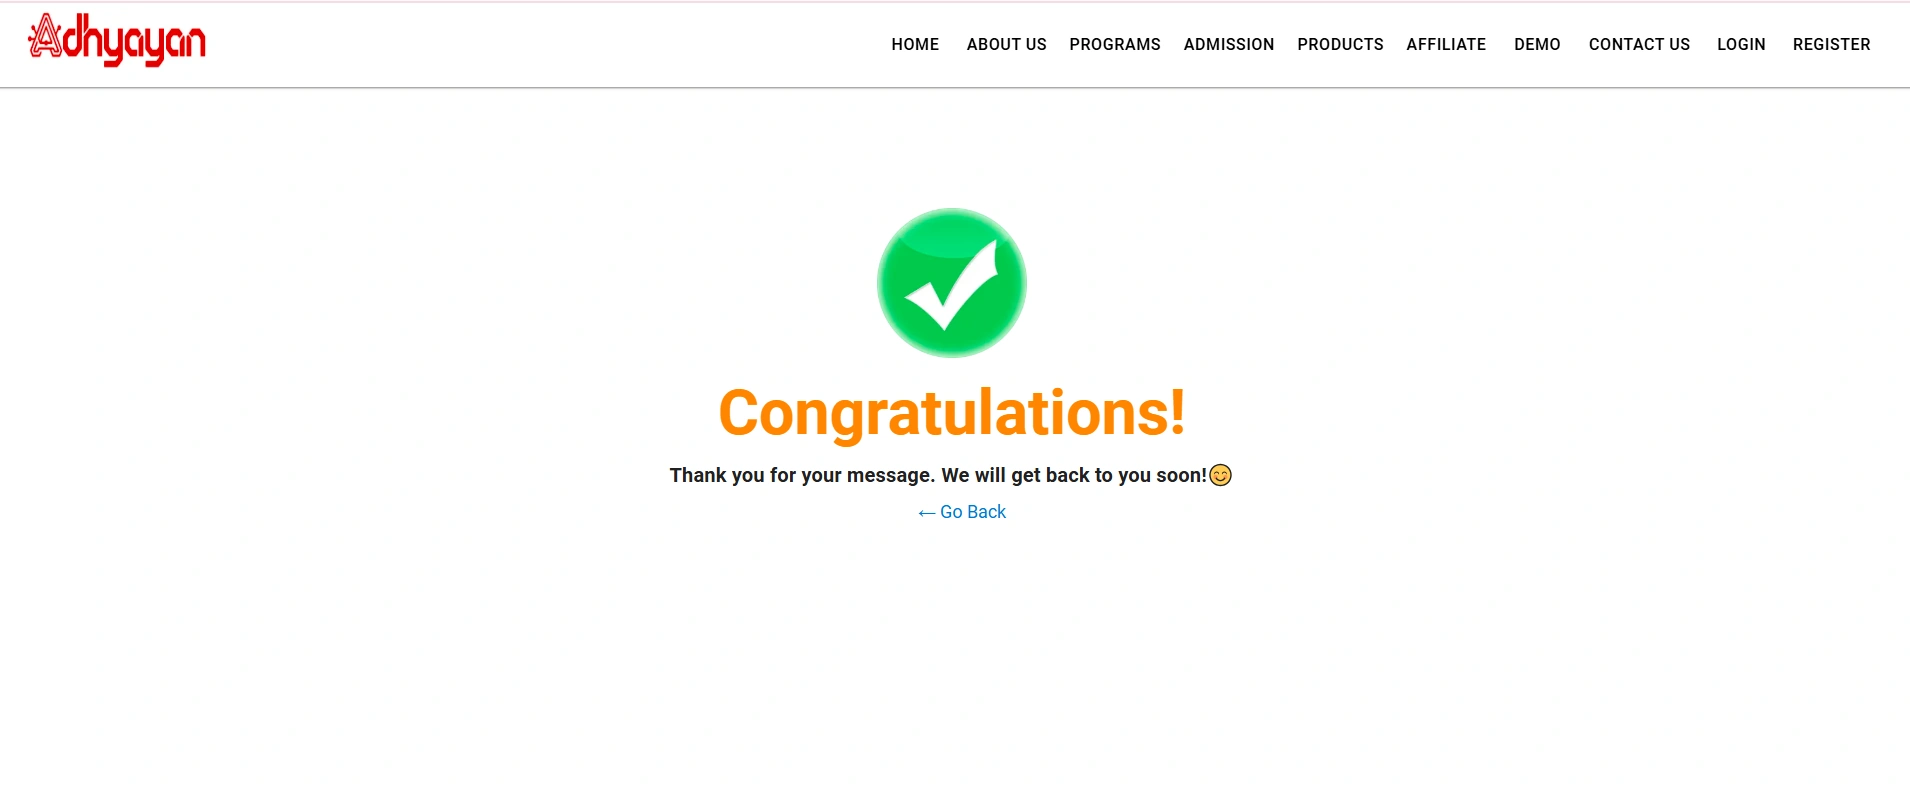 Adhyayan
HOME ABOUT US PROGRAMS ADMISSION PRODUCTS AFFILIATE DEMO CONTACT US LOGIN REGISTER
Congratulations!
Thank you for your message. We will get back to you soon!😊
← Go Back